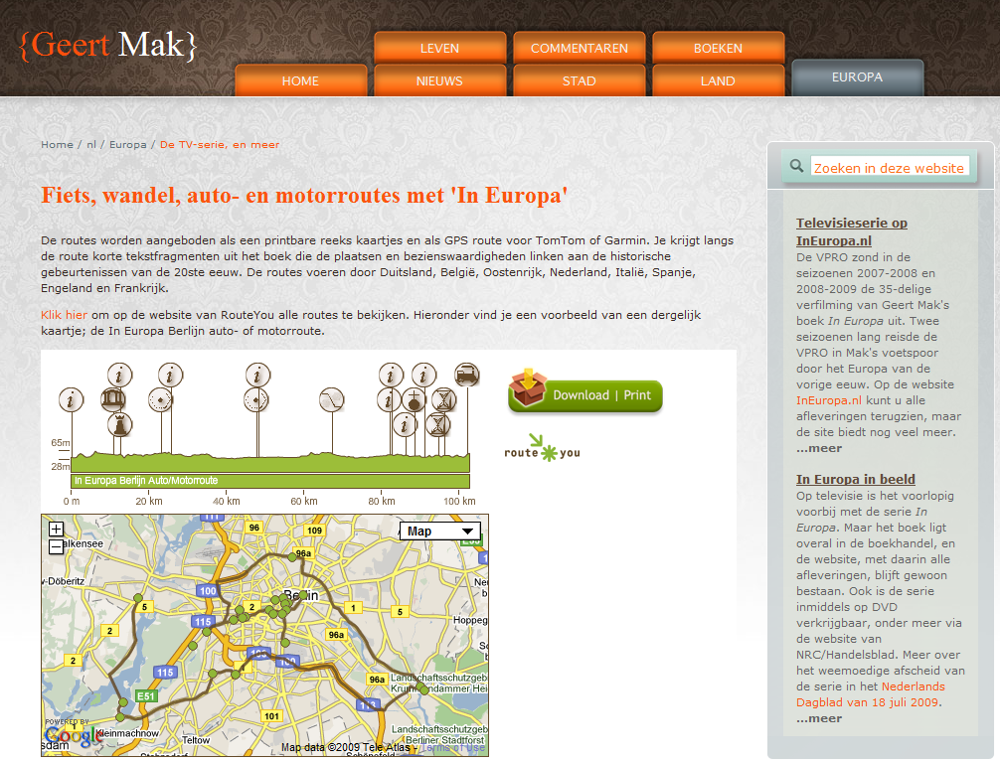 {Geert Mak}
LEVEN
COMMENTAREN
BOEKEN
HOME
NIEUWS
STAD
LAND
EUROPA
Home / nl / Europa / De TV-serie, en meer
Fiets, wandel, auto- en motorroutes met 'In Europa'
De routes worden aangeboden als een printbare reeks kaartjes en als GPS route voor TomTom of Garmin. Je krijgt langs
de route korte tekstfragmenten uit het boek die de plaatsen en bezienswaardigheden linken aan de historische
gebeurtenissen van de 20ste eeuw. De routes voeren door Duitsland, België, Oostenrijk, Nederland, Italië, Spanje,
Engeland en Frankrijk.
Klik hier om op de website van RouteYou alle routes te bekijken. Hieronder vind je een voorbeeld van een dergelijk
kaartje; de In Europa Berlijn auto- of motorroute.
65m
28m
In Europa Berlijn Auto/Motorroute
0 m 20 km 40 km 60 km 80 km 100 km
Download | Print
route you
+
−
Map
alkensee
111
96
109
96a
w-Döberitz
5
100
2
Berlin
1
5
115
2
Hoppeg
96a
2
115
100
E51
96a
Landschaftsschutzgeb
Krummendammer Hei
101
113
1
Kleinmachnow
Teltow
Landschaftsschutzgeb
Berliner Stadtforst
POWERED BY
Google
sdam
Map data ©2009 Tele Atlas - Terms of Use
Stahnsdorf
Schönefeld
Zoeken in deze website
Televisieserie op
InEuropa.nl
De VPRO zond in de
seizoenen 2007-2008 en
2008-2009 de 35-delige
verfilming van Geert Mak's
boek In Europa uit. Twee
seizoenen lang reisde de
VPRO in Mak's voetspoor
door het Europa van de
vorige eeuw. Op de website
InEuropa.nl kunt u alle
afleveringen terugzien, maar
de site biedt nog veel meer.
...meer
In Europa in beeld
Op televisie is het voorlopig
voorbij met de serie In
Europa. Maar het boek ligt
overal in de boekhandel, en
de website, met daarin alle
afleveringen, blijft gewoon
bestaan. Ook is de serie
inmiddels op DVD
verkrijgbaar, onder meer via
de website van
NRC/Handelsblad. Meer over
het weemoedige afscheid van
de serie in het Nederlands
Dagblad van 18 juli 2009.
...meer